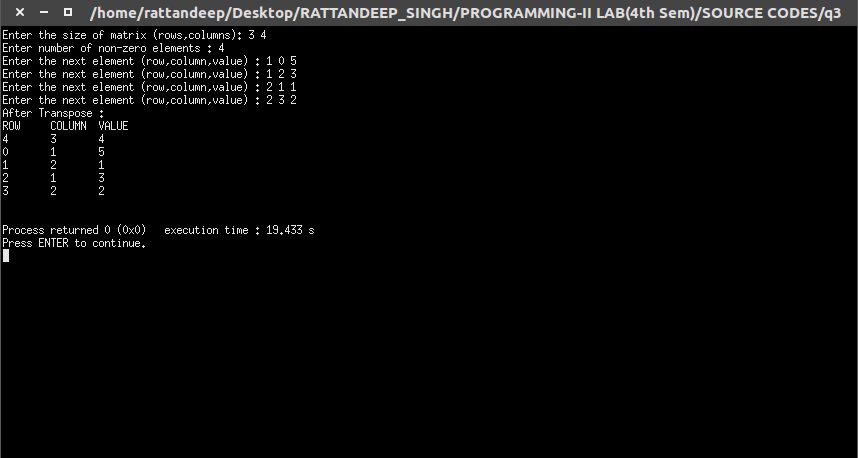 /home/rattandeep/Desktop/RATTANDEEP_SINGH/PROGRAMMING-II LAB(4th Sem)/SOURCE CODES/q3
Enter the size of matrix (rows,columns): 3 4
Enter number of non-zero elements : 4
Enter the next element (row,column,value) : 1 0 5
Enter the next element (row,column,value) : 1 2 3
Enter the next element (row,column,value) : 2 1 1
Enter the next element (row,column,value) : 2 3 2
After Transpose :
ROW     COLUMN  VALUE
4       3       4
0       1       5
1       2       1
2       1       3
3       2       2
Process returned 0 (0x0)   execution time : 19.433 s
Press ENTER to continue.